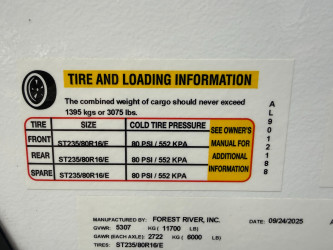 TIRE AND LOADING INFORMATION
The combined weight of cargo should never exceed
1395 kgs or 3075 lbs.
TIRE SIZE COLD TIRE PRESSURE
FRONT ST235/80R16/E 80 PSI / 552 KPA
REAR ST235/80R16/E 80 PSI / 552 KPA
SPARE ST235/80R16/E 80 PSI / 552 KPA
SEE OWNER'S
MANUAL FOR
ADDITIONAL
INFORMATION
AL9012188
MANUFACTURED BY: FOREST RIVER, INC. DATE: 09/24/2025
GVWR: 5307 KG ( 11700 LB)
GAWR (EACH AXLE): 2722 KG ( 6000 LB)
TIRES: ST235/80R16/E